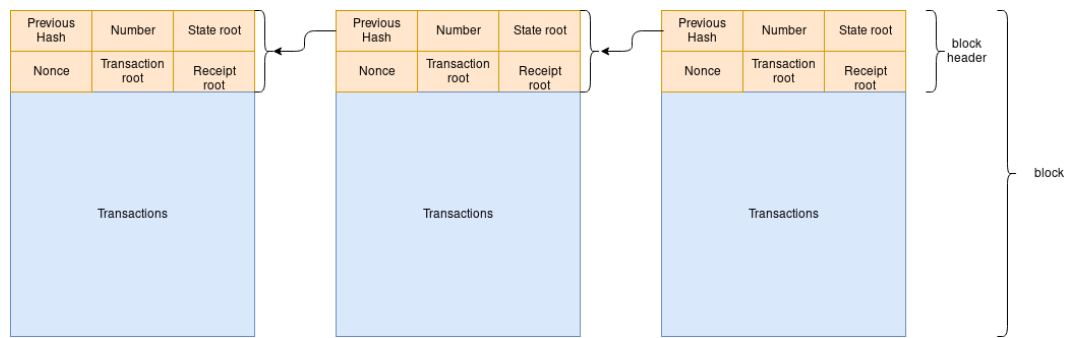 Previous
Hash
Number
State root
Nonce
Transaction
root
Receipt
root
Transactions
Previous
Hash
Number
State root
Nonce
Transaction
root
Receipt
root
Transactions
Previous
Hash
Number
State root
Nonce
Transaction
root
Receipt
root
Transactions
block
header
block